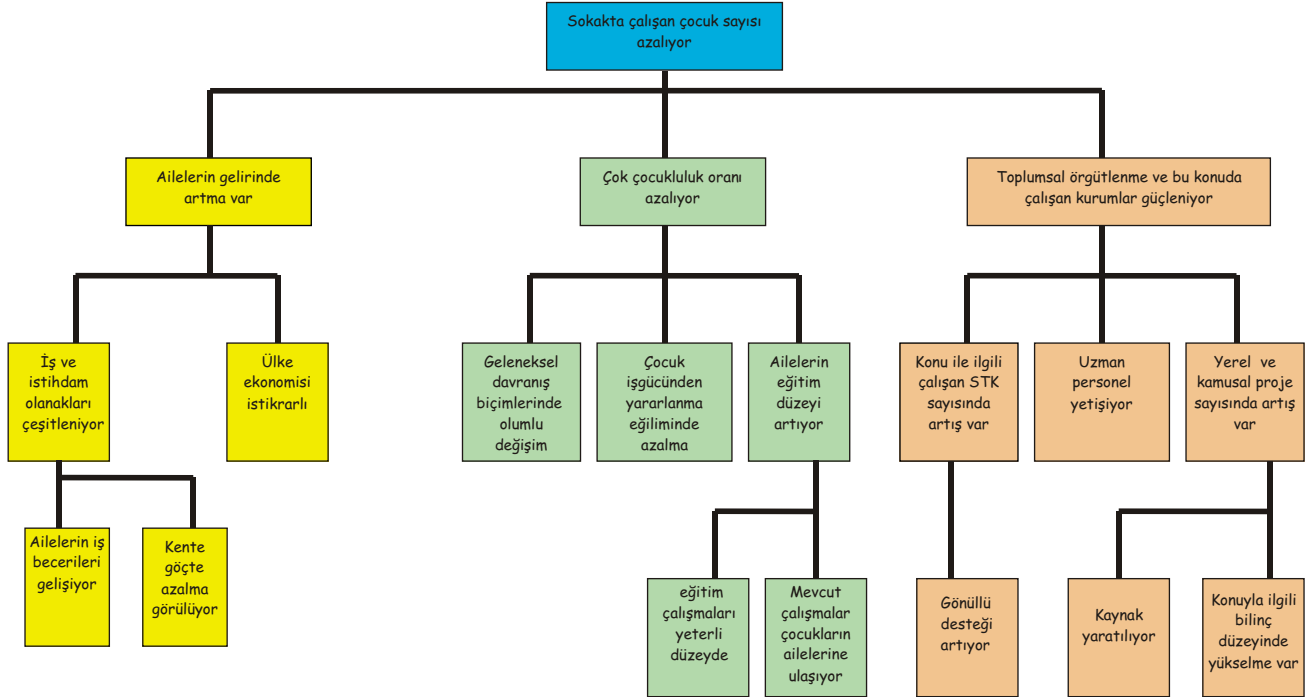 Sokakta çalışan çocuk sayısı
azalıyor
Ailelerin gelirinde
artma var
Çok çocukluluk oranı
azalıyor
Toplumsal örgütlenme ve bu konuda
çalışan kurumlar güçleniyor
İş ve
istihdam
olanakları
çeşitleniyor
Ülke
ekonomisi
istikrarlı
Geleneksel
davranış
biçimlerinde
olumlu
değişim
Çocuk
işgücünden
yararlanma
eğiliminde
azalma
Ailelerin
eğitim
düzeyi
artıyor
Konu ile ilgili
çalışan STK
sayısında
artış var
Uzman
personel
yetişiyor
Yerel ve
kamusal proje
sayısında artış
var
Ailelerin iş
becerileri
gelişiyor
Kente
göçte
azalma
görülüyor
eğitim
çalışmaları
yeterli
düzeyde
Mevcut
çalışmalar
çocukların
ailelerine
ulaşıyor
Gönüllü
desteği
artıyor
Kaynak
yaratılıyor
Konuyla ilgili
bilinç
düzeyinde
yükselme var